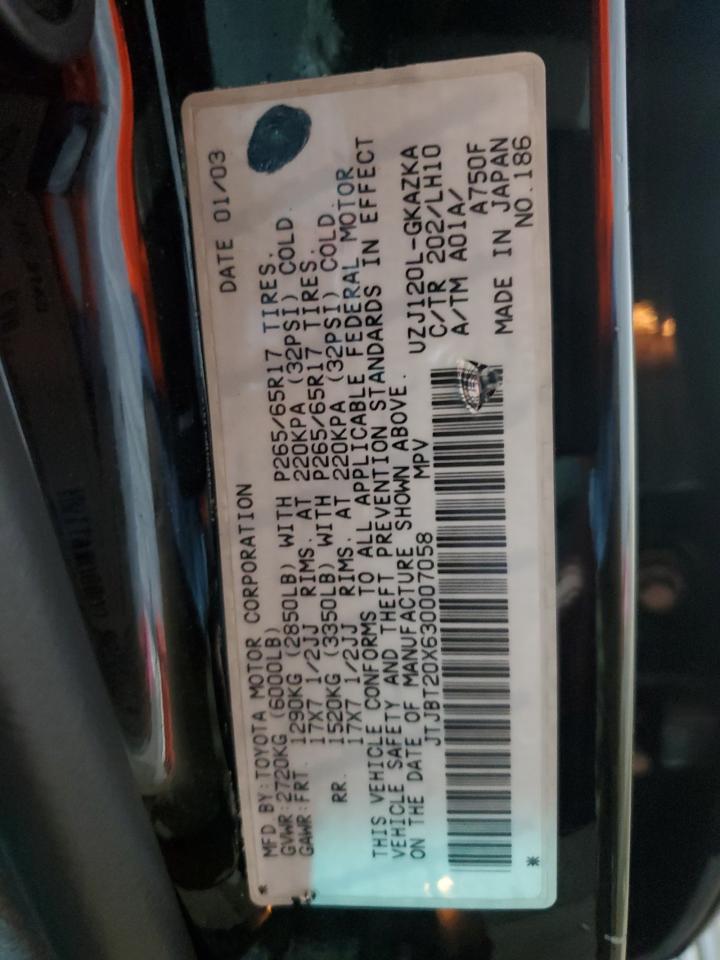 DATE 01/03
MFD BY:TOYOTA MOTOR CORPORATION
GVWR:2720KG (6000LB)
GAWR:FRT. 1290KG (2850LB) WITH P265/65R17 TIRES.
17X7 1/2JJ RIMS. AT 220KPA (32PSI) COLD.
RR. 1520KG (3350LB) WITH P265/65R17 TIRES.
17X7 1/2JJ RIMS. AT 220KPA (32PSI) COLD.
THIS VEHICLE CONFORMS TO ALL APPLICABLE FEDERAL MOTOR
VEHICLE SAFETY AND THEFT PREVENTION STANDARDS IN EFFECT
ON THE DATE OF MANUFACTURE SHOWN ABOVE.
JTJBT20X630007058 MPV
UZJ120L-GKAZKA
C/TR 202/LH10
A/TM A01A/
A750F
MADE IN JAPAN
NO.186